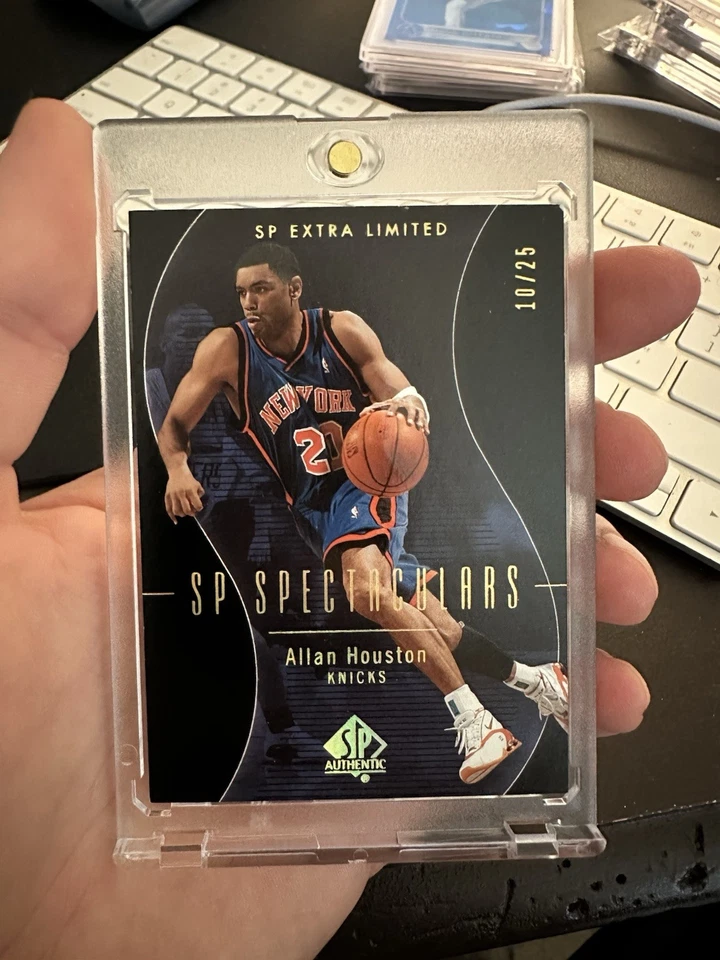 SP EXTRA LIMITED
10/25
NEW YORK
20
SP SPECTACULARS
Allan Houston
KNICKS
SP
AUTHENTIC